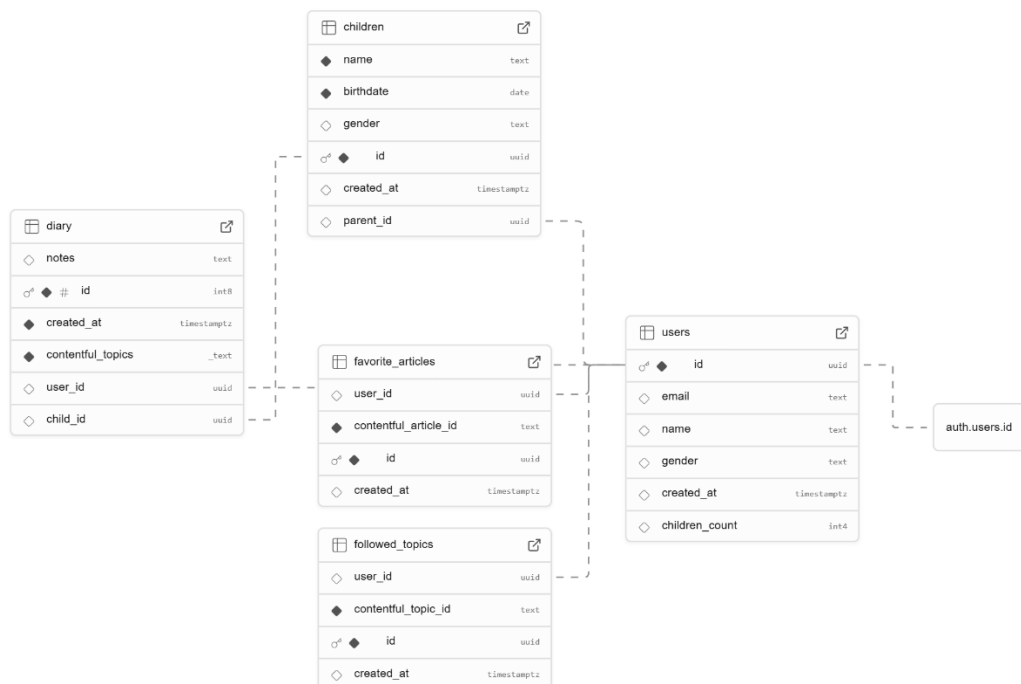 children
name text
birthdate date
gender text
id uuid
created_at timestamptz
parent_id uuid
diary
notes text
# id int8
created_at timestamptz
contentful_topics _text
user_id uuid
child_id uuid
favorite_articles
user_id uuid
contentful_article_id text
id uuid
created_at timestamptz
users
id uuid
email text
name text
gender text
created_at timestamptz
children_count int4
auth.users.id
followed_topics
user_id uuid
contentful_topic_id text
id uuid
created_at timestamptz